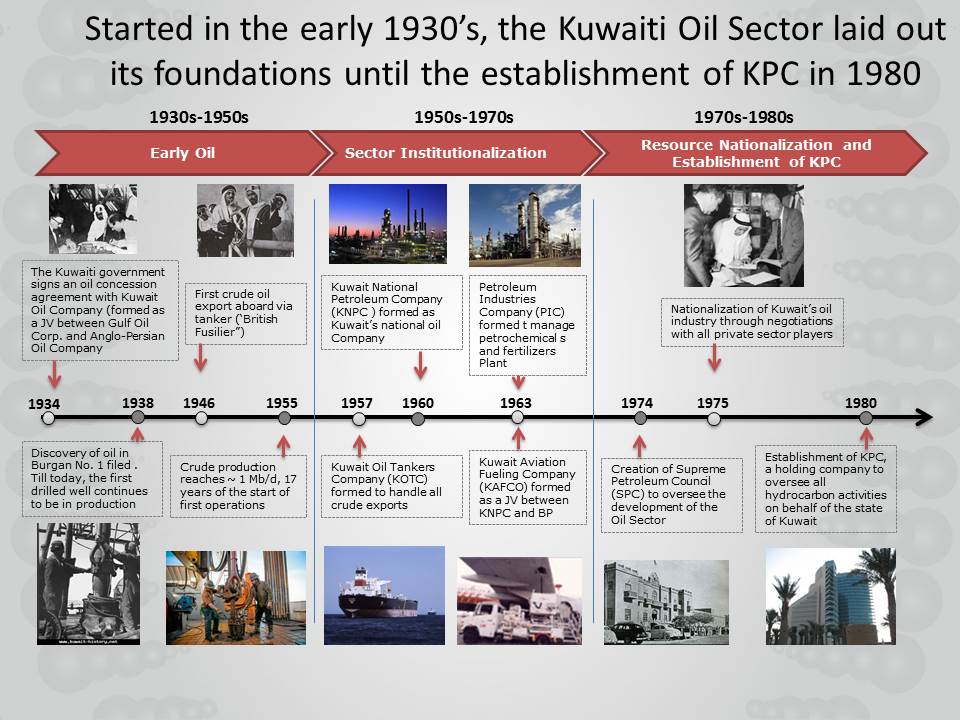 Started in the early 1930’s, the Kuwaiti Oil Sector laid out
its foundations until the establishment of KPC in 1980
1930s-1950s
1950s-1970s
1970s-1980s
Early Oil
Sector Institutionalization
Resource Nationalization and
Establishment of KPC
The Kuwaiti government
signs an oil concession
agreement with Kuwait
Oil Company (formed as
a JV between Gulf Oil
Corp. and Anglo-Persian
Oil Company
First crude oil
export aboard via
tanker (‘British
Fusilier”)
Kuwait National
Petroleum Company
(KNPC ) formed as
Kuwait’s national oil
Company
Petroleum
Industries
Company (PIC)
formed t manage
petrochemical s
and fertilizers
Plant
Nationalization of Kuwait’s oil
industry through negotiations
with all private sector players
1934
1938
1946
1955
1957
1960
1963
1974
1975
1980
Discovery of oil in
Burgan No. 1 filed .
Till today, the first
drilled well continues
to be in production
Crude production
reaches ~ 1 Mb/d, 17
years of the start of
first operations
Kuwait Oil Tankers
Company (KOTC)
formed to handle all
crude exports
Kuwait Aviation
Fueling Company
(KAFCO) formed
as a JV between
KNPC and BP
Creation of Supreme
Petroleum Council
(SPC) to oversee the
development of the
Oil Sector
Establishment of KPC,
a holding company to
oversee all
hydrocarbon activities
on behalf of the state
of Kuwait
www.kuwait-history.net